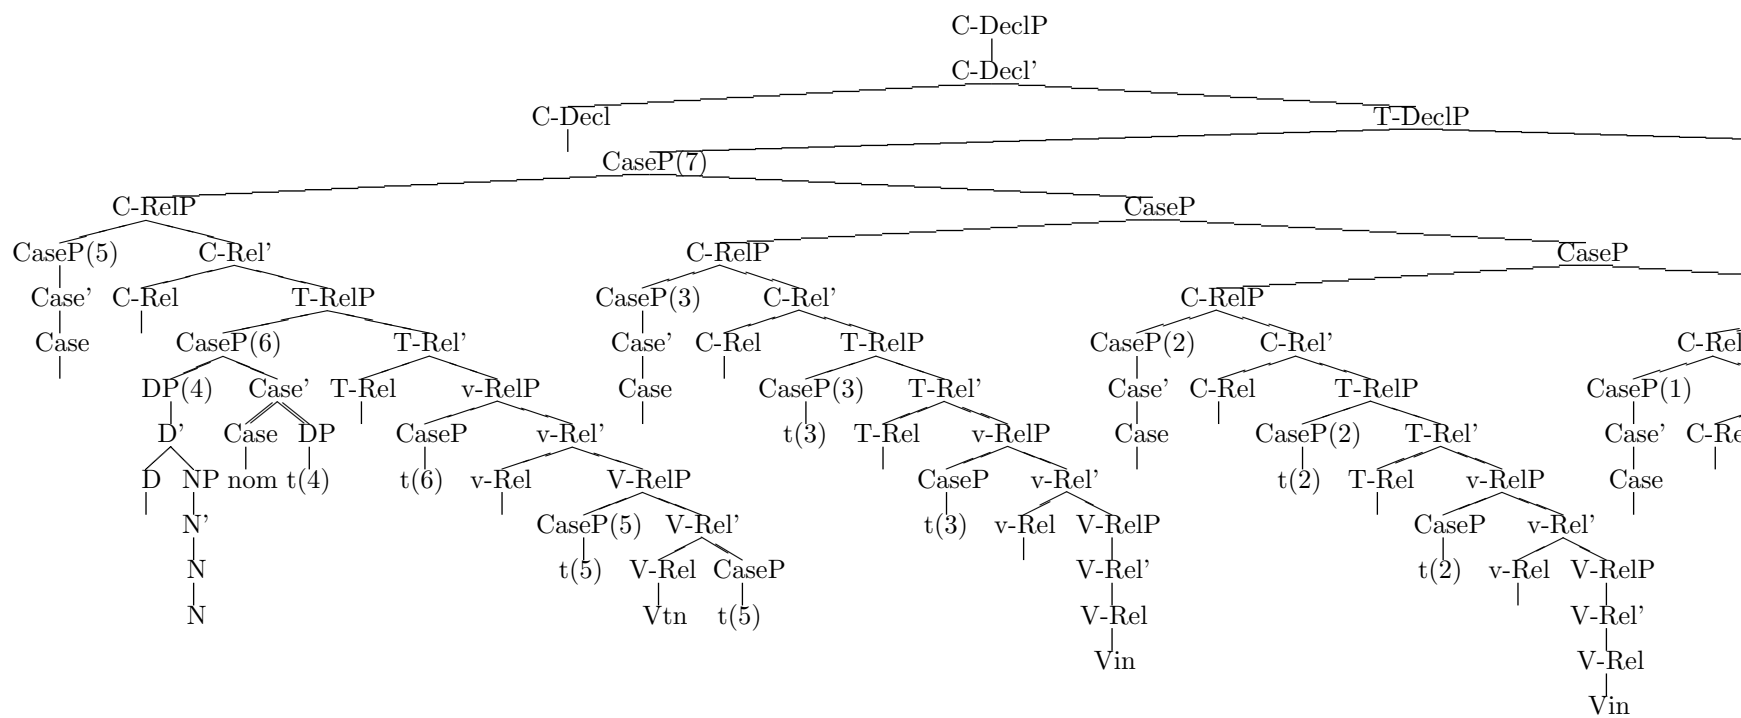 C-DeclP
C-Decl’
C-Decl T-DeclP
CaseP(7)
C-RelP CaseP
CaseP(5) C-Rel’ C-RelP CaseP
Case’ C-Rel T-RelP CaseP(3) C-Rel’ C-RelP
Case CaseP(6) T-Rel’ Case’ C-Rel T-RelP CaseP(2) C-Rel’ C-Rel
DP(4) Case’ T-Rel v-RelP Case CaseP(3) T-Rel’ Case’ C-Rel T-RelP CaseP(1)
D’ Case DP CaseP v-Rel’ t(3) T-Rel v-RelP Case CaseP(2) T-Rel’ Case’ C-Re
D NP nom t(4) t(6) v-Rel V-RelP CaseP v-Rel’ t(2) T-Rel v-RelP Case
N’ CaseP(5) V-Rel’ t(3) v-Rel V-RelP CaseP v-Rel’
N t(5) V-Rel CaseP V-Rel’ t(2) v-Rel V-RelP
N Vtn t(5) V-Rel V-Rel’
Vin V-Rel
Vin